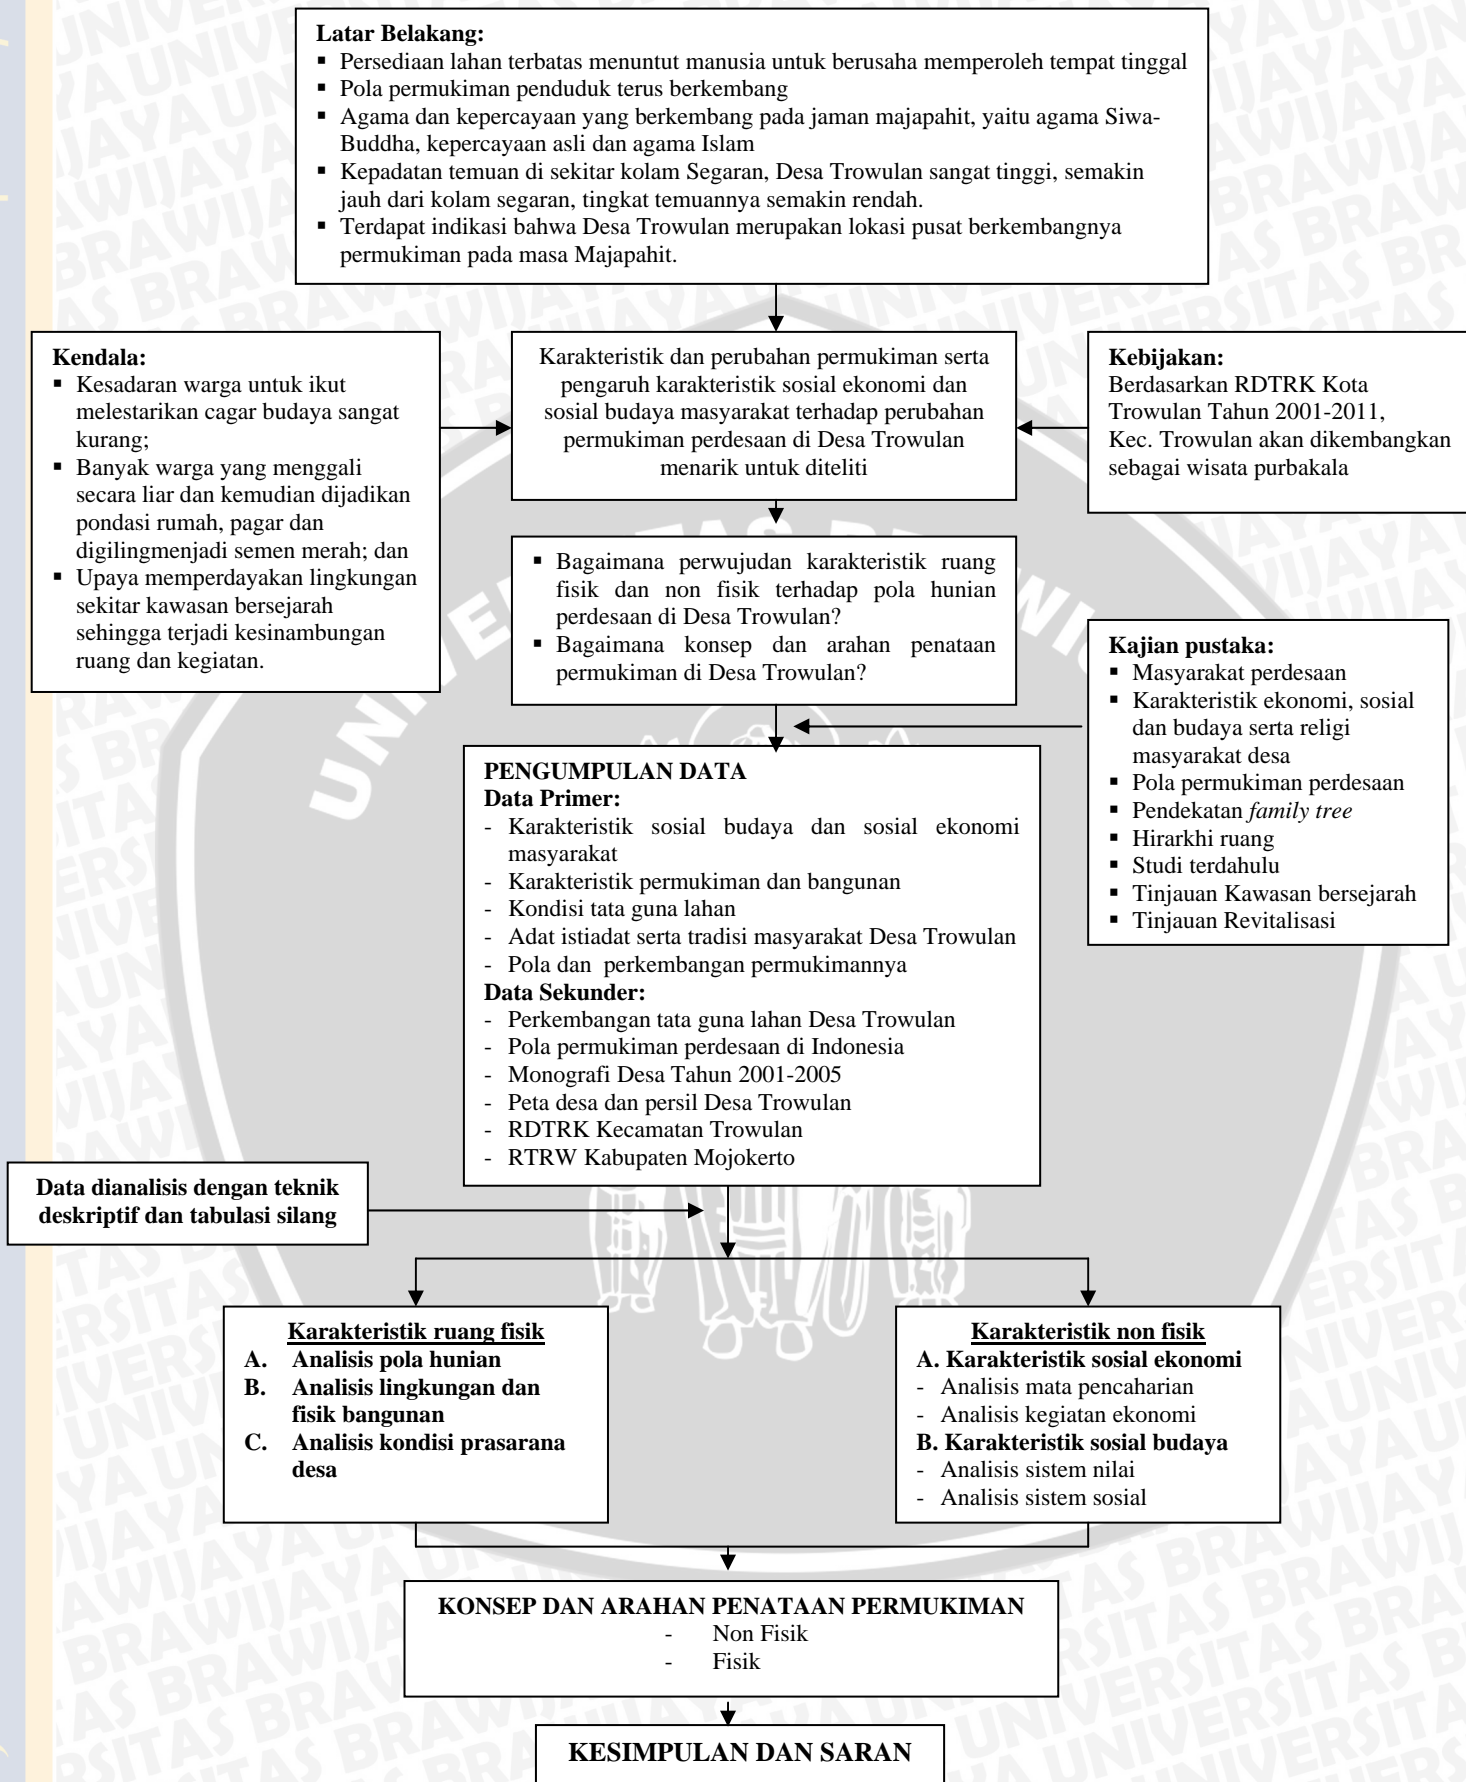 Latar Belakang:
▪ Persediaan lahan terbatas menuntut manusia untuk berusaha memperoleh tempat tinggal
▪ Pola permukiman penduduk terus berkembang
▪ Agama dan kepercayaan yang berkembang pada jaman majapahit, yaitu agama Siwa-
Buddha, kepercayaan asli dan agama Islam
▪ Kepadatan temuan di sekitar kolam Segaran, Desa Trowulan sangat tinggi, semakin
jauh dari kolam segaran, tingkat temuannya semakin rendah.
▪ Terdapat indikasi bahwa Desa Trowulan merupakan lokasi pusat berkembangnya
permukiman pada masa Majapahit.
Kendala:
▪ Kesadaran warga untuk ikut
melestarikan cagar budaya sangat
kurang;
▪ Banyak warga yang menggali
secara liar dan kemudian dijadikan
pondasi rumah, pagar dan
digilingmenjadi semen merah; dan
▪ Upaya memperdayakan lingkungan
sekitar kawasan bersejarah
sehingga terjadi kesinambungan
ruang dan kegiatan.
Karakteristik dan perubahan permukiman serta
pengaruh karakteristik sosial ekonomi dan
sosial budaya masyarakat terhadap perubahan
permukiman perdesaan di Desa Trowulan
menarik untuk diteliti
Kebijakan:
Berdasarkan RDTRK Kota
Trowulan Tahun 2001-2011,
Kec. Trowulan akan dikembangkan
sebagai wisata purbakala
▪ Bagaimana perwujudan karakteristik ruang
fisik dan non fisik terhadap pola hunian
perdesaan di Desa Trowulan?
▪ Bagaimana konsep dan arahan penataan
permukiman di Desa Trowulan?
Kajian pustaka:
▪ Masyarakat perdesaan
▪ Karakteristik ekonomi, sosial
dan budaya serta religi
masyarakat desa
▪ Pola permukiman perdesaan
▪ Pendekatan family tree
▪ Hirarkhi ruang
▪ Studi terdahulu
▪ Tinjauan Kawasan bersejarah
▪ Tinjauan Revitalisasi
PENGUMPULAN DATA
Data Primer:
- Karakteristik sosial budaya dan sosial ekonomi
masyarakat
- Karakteristik permukiman dan bangunan
- Kondisi tata guna lahan
- Adat istiadat serta tradisi masyarakat Desa Trowulan
- Pola dan perkembangan permukimannya
Data Sekunder:
- Perkembangan tata guna lahan Desa Trowulan
- Pola permukiman perdesaan di Indonesia
- Monografi Desa Tahun 2001-2005
- Peta desa dan persil Desa Trowulan
- RDTRK Kecamatan Trowulan
- RTRW Kabupaten Mojokerto
Data dianalisis dengan teknik
deskriptif dan tabulasi silang
Karakteristik ruang fisik
A. Analisis pola hunian
B. Analisis lingkungan dan
fisik bangunan
C. Analisis kondisi prasarana
desa
Karakteristik non fisik
A. Karakteristik sosial ekonomi
- Analisis mata pencaharian
- Analisis kegiatan ekonomi
B. Karakteristik sosial budaya
- Analisis sistem nilai
- Analisis sistem sosial
KONSEP DAN ARAHAN PENATAAN PERMUKIMAN
- Non Fisik
- Fisik
KESIMPULAN DAN SARAN